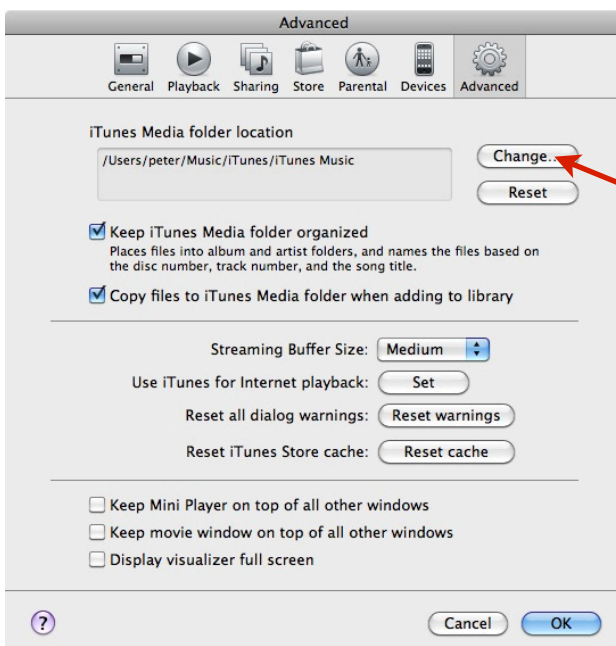 Advanced
General Playback Sharing Store Parental Devices Advanced
iTunes Media folder location
/Users/peter/Music/iTunes/iTunes Music
Change...
Reset
Keep iTunes Media folder organized
Places files into album and artist folders, and names the files based on
the disc number, track number, and the song title.
Copy files to iTunes Media folder when adding to library
Streaming Buffer Size: Medium
Use iTunes for Internet playback: Set
Reset all dialog warnings: Reset warnings
Reset iTunes Store cache: Reset cache
Keep Mini Player on top of all other windows
Keep movie window on top of all other windows
Display visualizer full screen
? Cancel OK